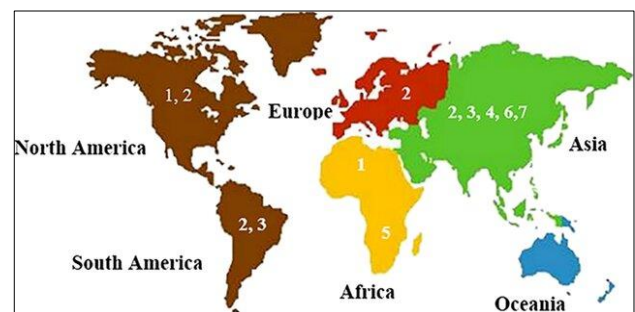 1, 2
Europe
2
2, 3, 4, 6,7
Asia
North America
1
2, 3
5
South America
Africa
Oceania